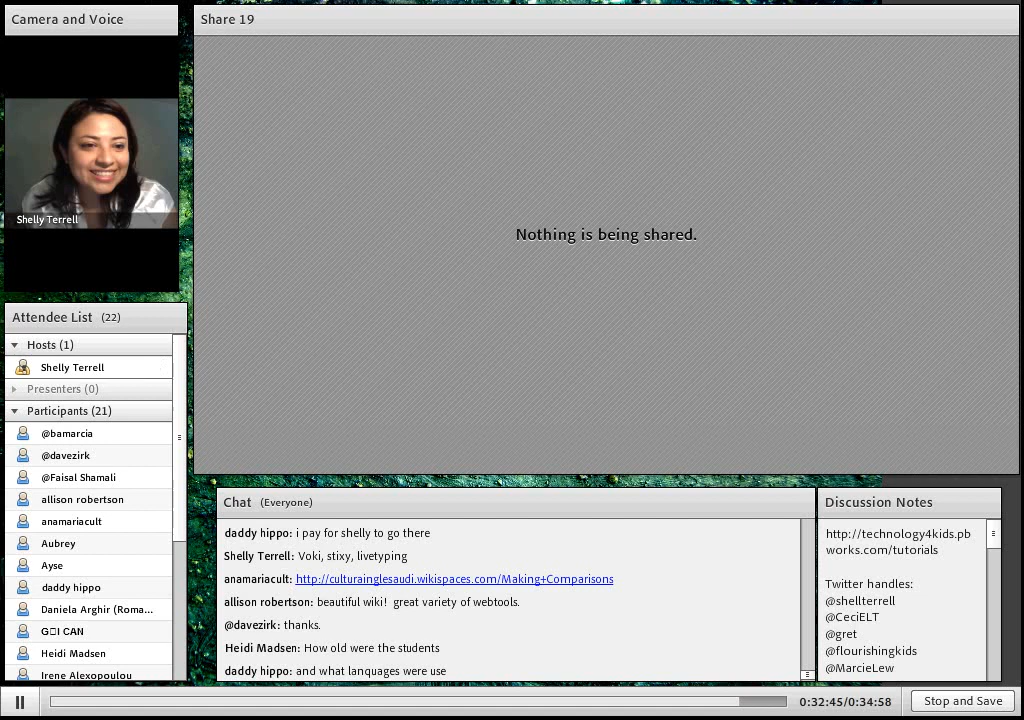 Camera and Voice
Shelly Terrell
Attendee List (22)
Hosts (1)
Shelly Terrell
Presenters (0)
Participants (21)
@bamarcia
@davezirk
@Faisal Shamali
allison robertson
anamariacult
Aubrey
Ayse
daddy hippo
Daniela Arghir (Roma...
G□I CAN
Heidi Madsen
Irene Alexopoulou
Share 19
Nothing is being shared.
Chat (Everyone)
daddy hippo: i pay for shelly to go there
Shelly Terrell: Voki, stixy, livetyping
anamariacult: http://culturainglesaudi.wikispaces.com/Making+Comparisons
allison robertson: beautiful wiki! great variety of webtools.
@davezirk: thanks.
Heidi Madsen: How old were the students
daddy hippo: and what lanquages were use
Discussion Notes
http://technology4kids.pb
works.com/tutorials
Twitter handles:
@shellterrell
@CeciELT
@gret
@flourishingkids
@MarcieLew
0:32:45/0:34:58
Stop and Save